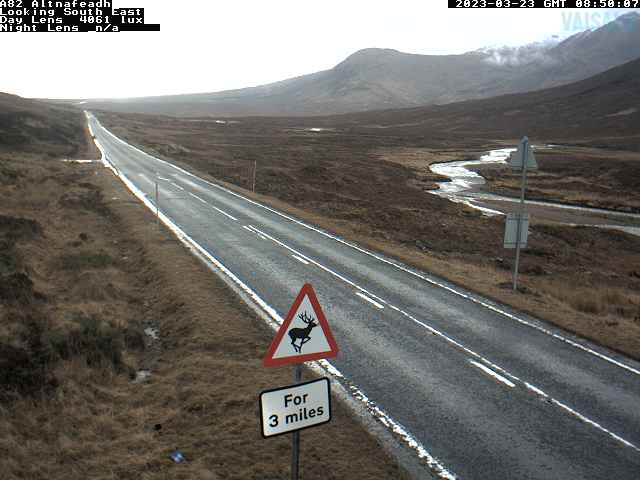 A82 Altnafeadh
Looking South East
Day Lens 4061 lux
Night Lens n/a
2023-03-23 GMT 08:50:07
VAISALA
For
3 miles